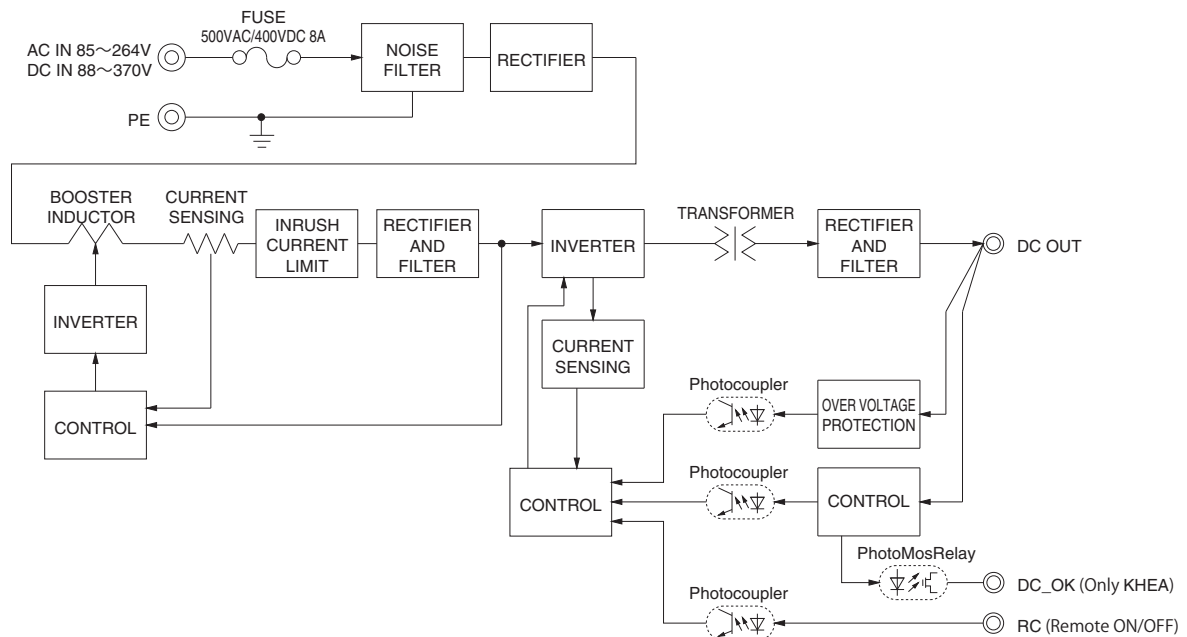 FUSE
500VAC/400VDC 8A
AC IN 85~264V
DC IN 88~370V
NOISE
FILTER
RECTIFIER
PE
BOOSTER
INDUCTOR
CURRENT
SENSING
INRUSH
CURRENT
LIMIT
RECTIFIER
AND
FILTER
INVERTER
TRANSFORMER
RECTIFIER
AND
FILTER
DC OUT
INVERTER
CURRENT
SENSING
CONTROL
Photocoupler
OVER VOLTAGE
PROTECTION
CONTROL
Photocoupler
CONTROL
PhotoMosRelay
DC_OK (Only KHEA)
Photocoupler
RC (Remote ON/OFF)